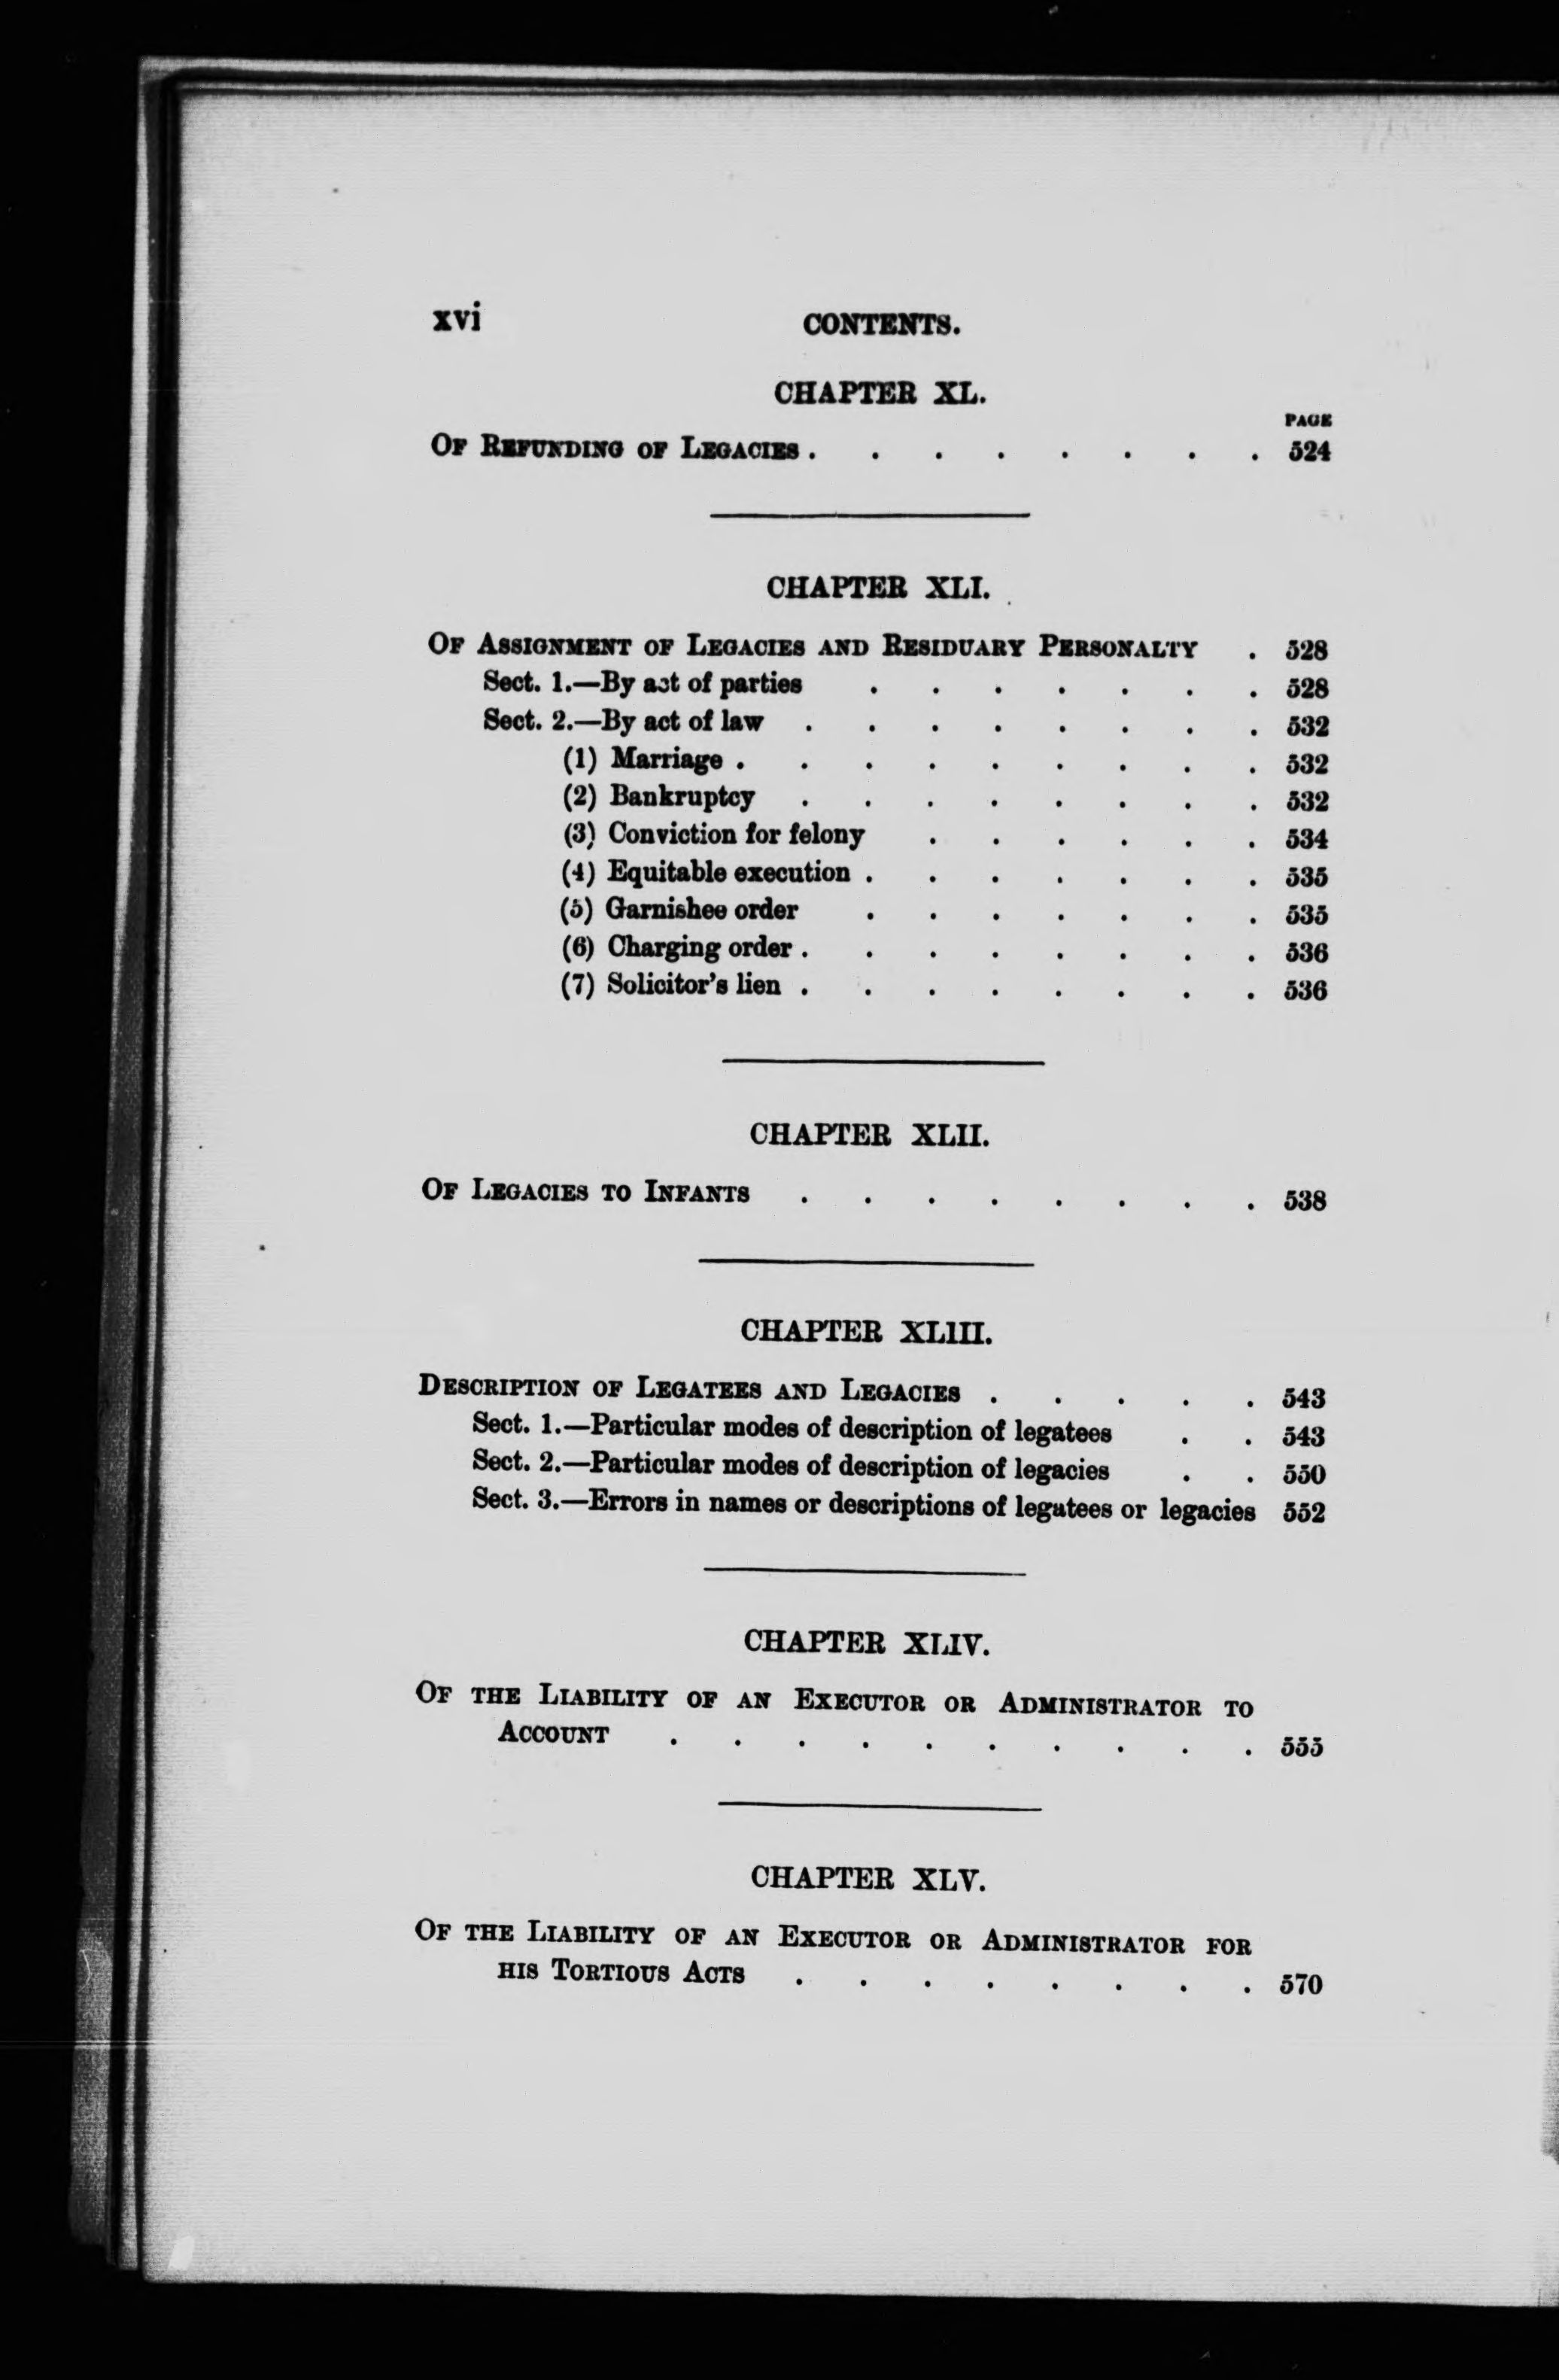 xvi CONTENTS.
CHAPTER XL.
PAGE
OF REFUNDING OF LEGACIES . . . . . . . . 524
CHAPTER XLI.
OF ASSIGNMENT OF LEGACIES AND RESIDUARY PERSONALTY . 528
Sect. 1.—By act of parties . . . . . . . 528
Sect. 2.—By act of law . . . . . . . . 532
(1) Marriage . . . . . . . . . 532
(2) Bankruptcy . . . . . . . . 532
(3) Conviction for felony . . . . . . 534
(4) Equitable execution . . . . . . . 535
(5) Garnishee order . . . . . . . 535
(6) Charging order . . . . . . . . 536
(7) Solicitor's lien . . . . . . . . 536
CHAPTER XLII.
OF LEGACIES TO INFANTS . . . . . . . . 538
CHAPTER XLIII.
DESCRIPTION OF LEGATEES AND LEGACIES . . . . . 543
Sect. 1.—Particular modes of description of legatees . . 543
Sect. 2.—Particular modes of description of legacies . . 550
Sect. 3.—Errors in names or descriptions of legatees or legacies 552
CHAPTER XLIV.
OF THE LIABILITY OF AN EXECUTOR OR ADMINISTRATOR TO
ACCOUNT . . . . . . . . . . 555
CHAPTER XLV.
OF THE LIABILITY OF AN EXECUTOR OR ADMINISTRATOR FOR
HIS TORTIOUS ACTS . . . . . . . . 570